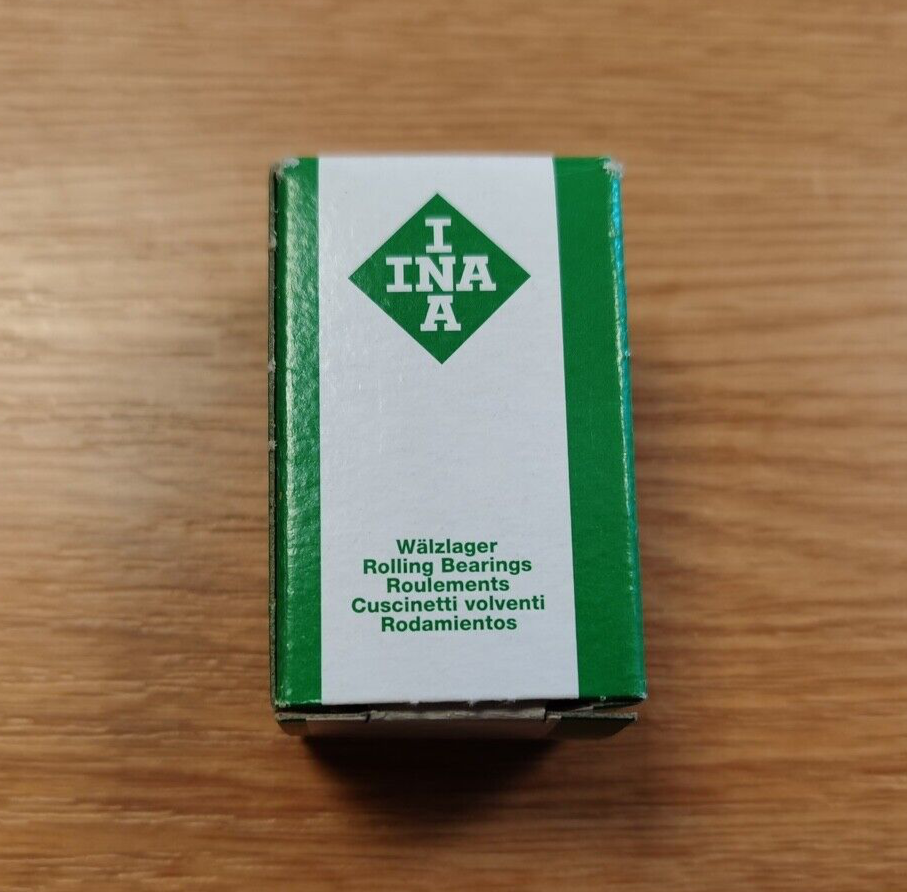 I
INA
A
Wälzlager
Rolling Bearings
Roulements
Cuscinetti volventi
Rodamientos